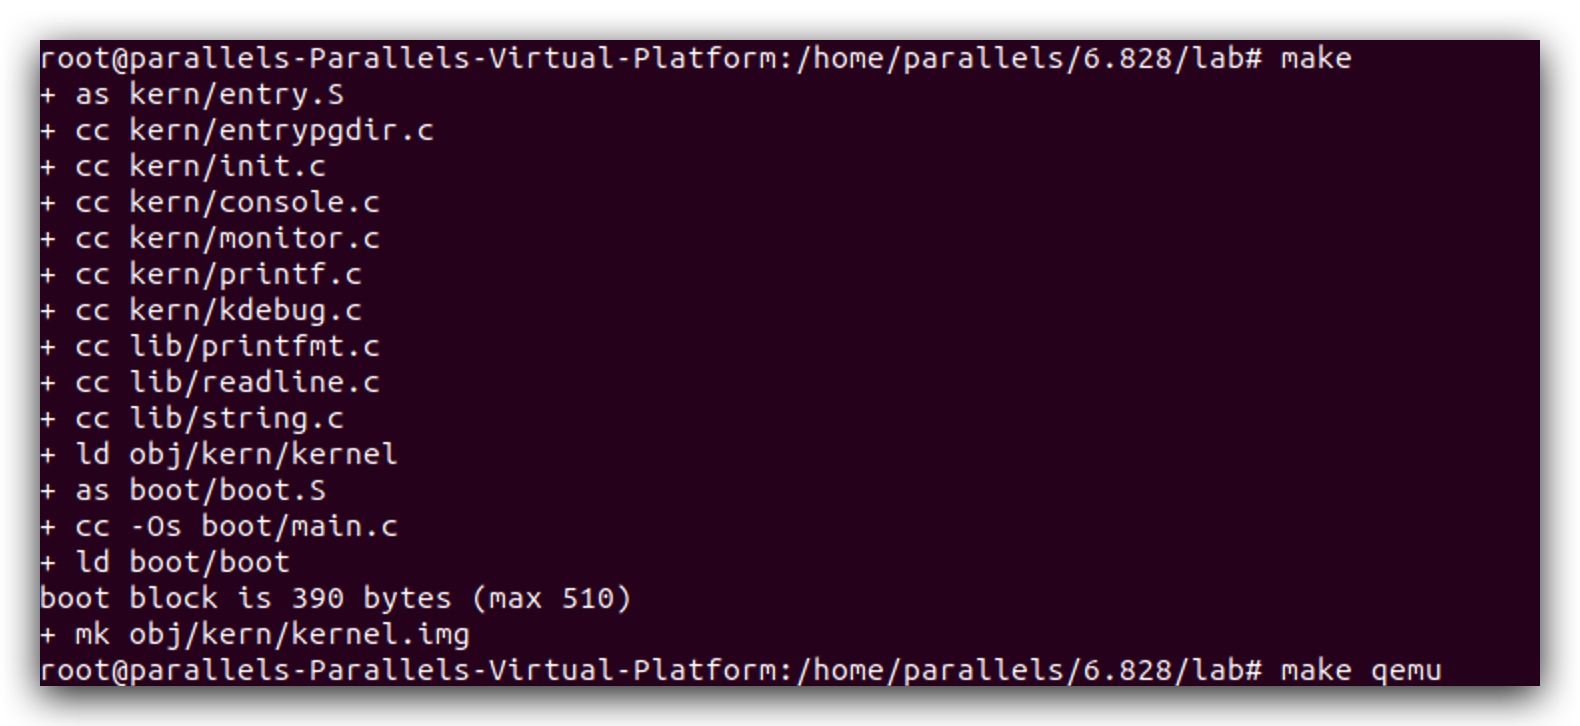 root@parallels-Parallels-Virtual-Platform:/home/parallels/6.828/lab# make
+ as kern/entry.S
+ cc kern/entrypgdir.c
+ cc kern/init.c
+ cc kern/console.c
+ cc kern/monitor.c
+ cc kern/printf.c
+ cc kern/kdebug.c
+ cc lib/printfmt.c
+ cc lib/readline.c
+ cc lib/string.c
+ ld obj/kern/kernel
+ as boot/boot.S
+ cc -Os boot/main.c
+ ld boot/boot
boot block is 390 bytes (max 510)
+ mk obj/kern/kernel.img
root@parallels-Parallels-Virtual-Platform:/home/parallels/6.828/lab# make qemu